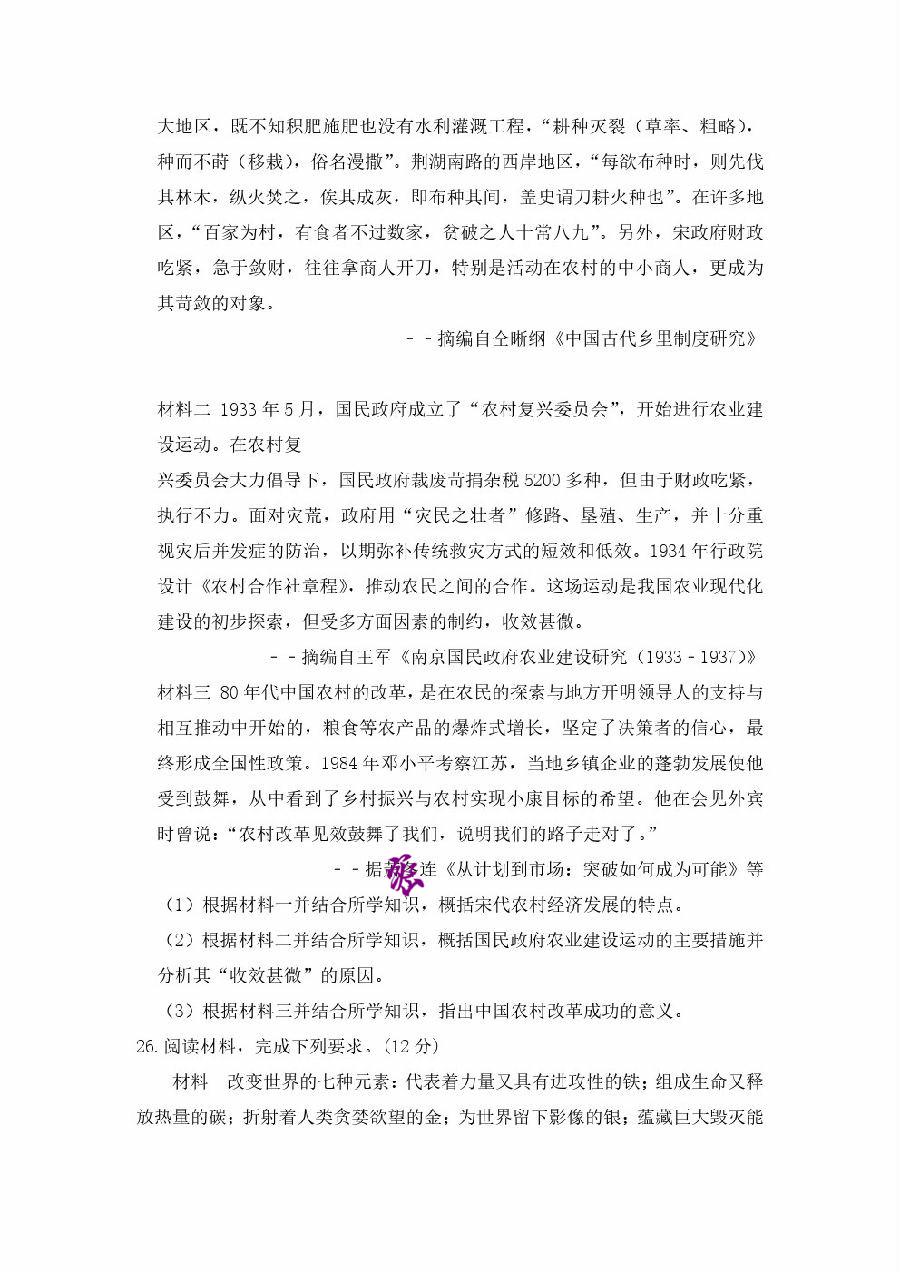 大地区，既不知积肥施肥也没有水利灌溉工程，“耕种灭裂（草率、粗略），
种而不莳（移栽），俗名漫撒”。荆湖南路的西岸地区，“每欲布种时，则先伐
其林木，纵火焚之，俟其成灰，即布种其间，盖史谓刀耕火种也”。在许多地
区，“百家为村，有食者不过数家，贫破之人十常八九”。另外，宋政府财政
吃紧，急于敛财，往往拿商人开刀，特别是活动在农村的中小商人，更成为
其苛敛的对象。
--摘编自仝晰纲《中国古代乡里制度研究》
材料二 1933年5月，国民政府成立了“农村复兴委员会”，开始进行农业建
设运动。在农村复
兴委员会大力倡导下，国民政府裁废苛捐杂税5200多种，但由于财政吃紧，
执行不力。面对灾荒，政府用“灾民之壮者”修路、垦殖、生产，并十分重
视灾后并发症的防治，以期弥补传统救灾方式的短效和低效。1934年行政院
设计《农村合作社章程》，推动农民之间的合作。这场运动是我国农业现代化
建设的初步探索，但受多方面因素的制约，收效甚微。
--摘编自王军《南京国民政府农业建设研究（1933-1937）》
材料三 80年代中国农村的改革，是在农民的探索与地方开明领导人的支持与
相互推动中开始的，粮食等农产品的爆炸式增长，坚定了决策者的信心，最
终形成全国性政策。1984年邓小平考察江苏，当地乡镇企业的蓬勃发展使他
受到鼓舞，从中看到了乡村振兴与农村实现小康目标的希望。他在会见外宾
时曾说：“农村改革见效鼓舞了我们，说明我们的路子走对了。”
--据 连《从计划到市场：突破如何成为可能》等
（1）根据材料一并结合所学知识，概括宋代农村经济发展的特点。
（2）根据材料二并结合所学知识，概括国民政府农业建设运动的主要措施并
分析其“收效甚微”的原因。
（3）根据材料三并结合所学知识，指出中国农村改革成功的意义。
26.阅读材料，完成下列要求。(12分)
材料 改变世界的七种元素：代表着力量又具有进攻性的铁；组成生命又释
放热量的碳；折射着人类贪婪欲望的金；为世界留下影像的银；蕴藏巨大毁灭能